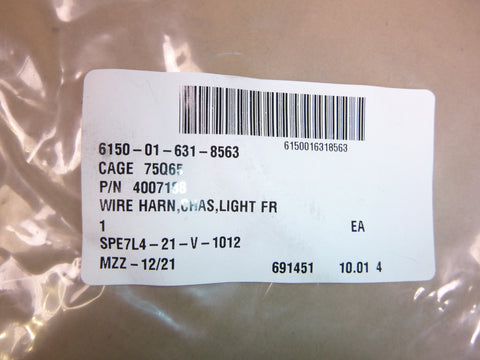 6150016318563
6150-01-631-8563
CAGE 75Q65
P/N
WIRE HARN,CHAS,LIGHT FR
1 EA
SPE7L4-21-V-1012
MZZ-12/21 691451 10.01 4